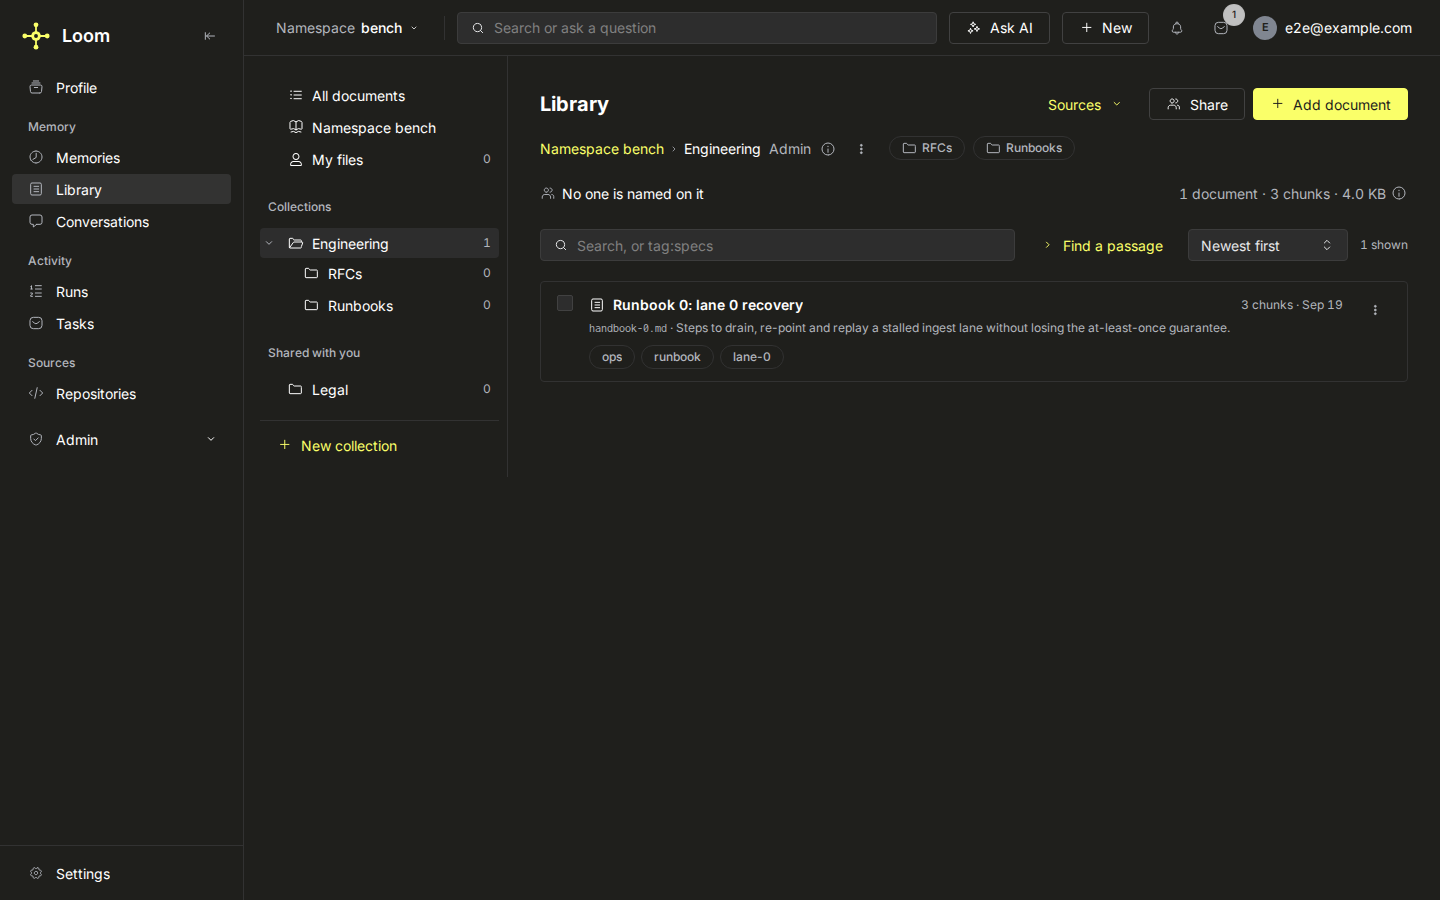 Loom
Namespace bench
Search or ask a question
Ask AI
New
1
E
e2e@example.com
Profile
Memory
Memories
Library
Conversations
Activity
Runs
Tasks
Sources
Repositories
Admin
Settings
All documents
Namespace bench
My files 0
Collections
Engineering 1
RFCs 0
Runbooks 0
Shared with you
Legal 0
New collection
Library
Sources
Share
Add document
Namespace bench › Engineering Admin
RFCs
Runbooks
No one is named on it
1 document · 3 chunks · 4.0 KB
Search, or tag:specs
Find a passage
Newest first
1 shown
Runbook 0: lane 0 recovery
3 chunks · Sep 19
handbook-0.md · Steps to drain, re-point and replay a stalled ingest lane without losing the at-least-once guarantee.
ops
runbook
lane-0